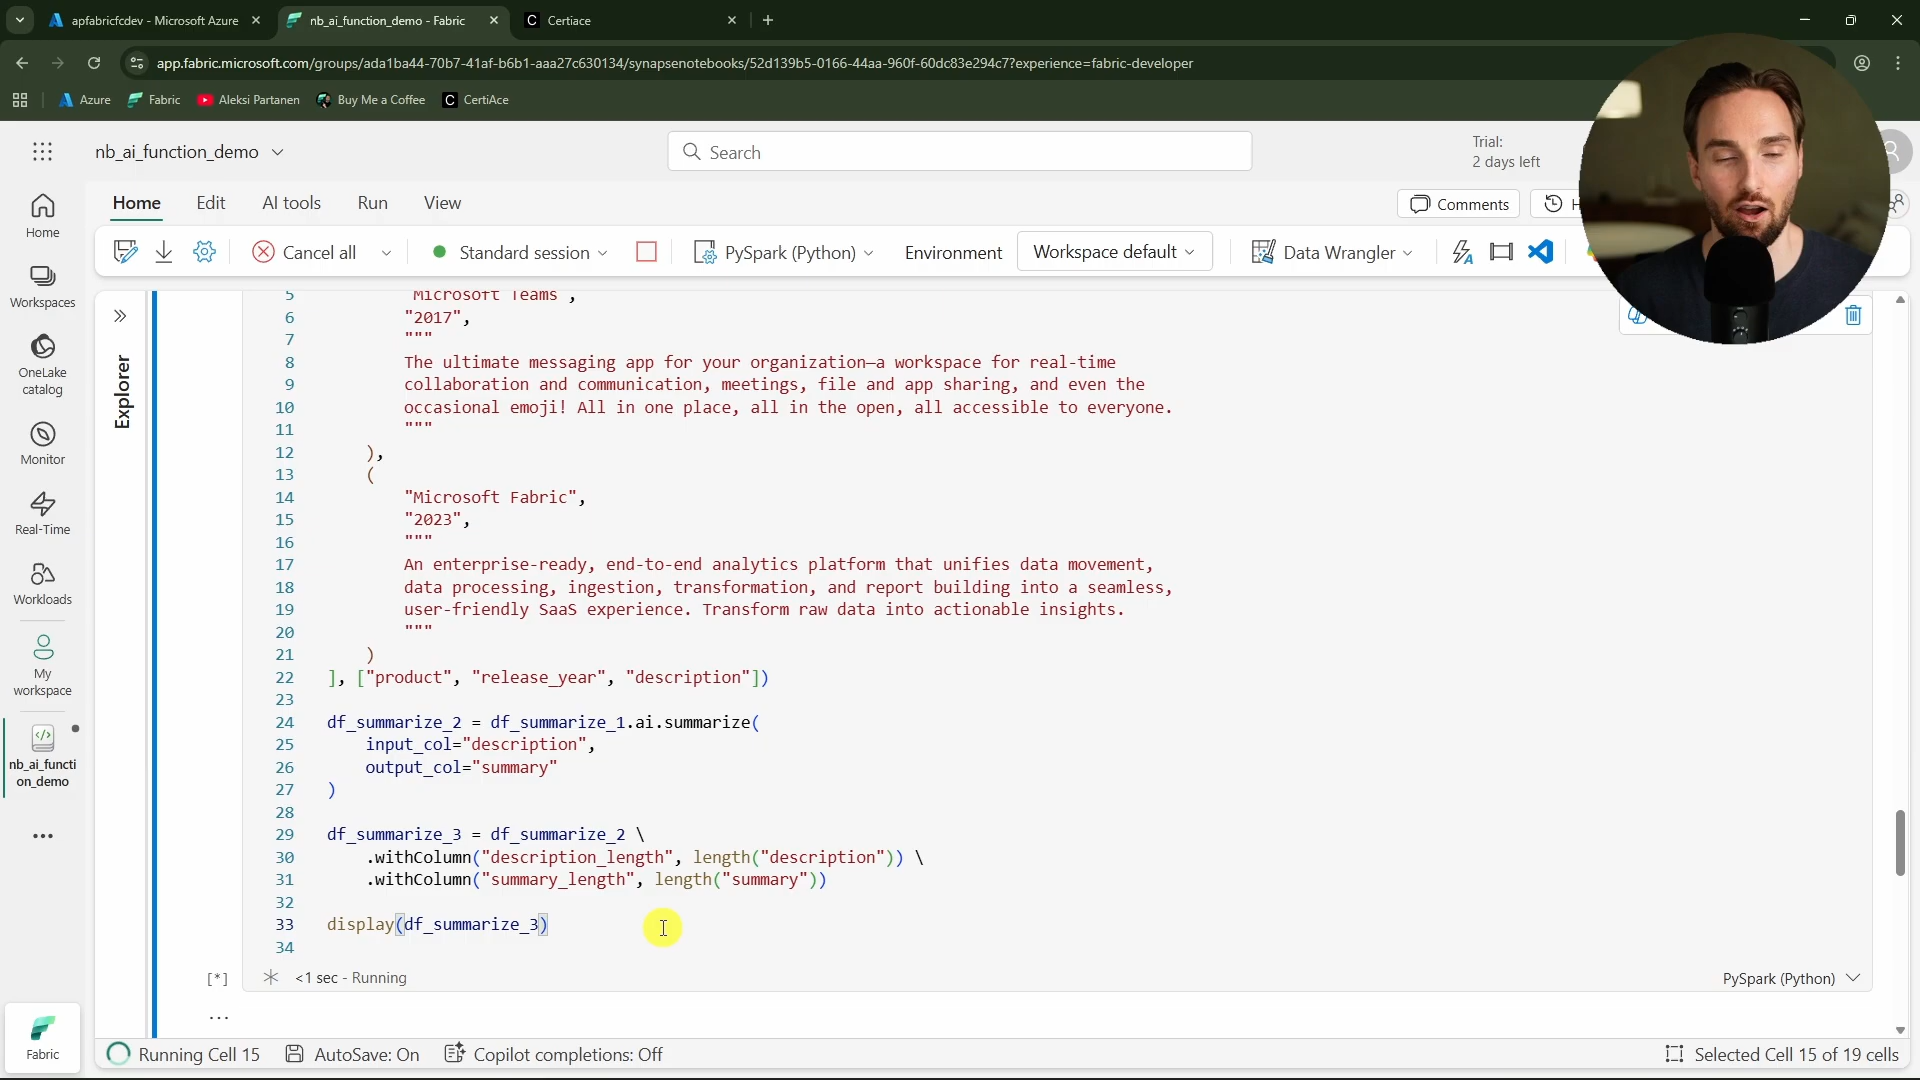 apfabricfcdev - Microsoft Azure
nb_ai_function_demo - Fabric
C Certiace
app.fabric.microsoft.com/groups/ada1ba44-70b7-41af-b6b1-aaa27c630134/synapsenotebooks/52d139b5-0166-44aa-960f-60dc83e294c7?experience=fabric-developer
Azure Fabric Aleksi Partanen Buy Me a Coffee C CertiAce
nb_ai_function_demo
Search
Trial:
2 days left
Home Edit AI tools Run View
Comments
Cancel all
Standard session
PySpark (Python)
Environment
Workspace default
Data Wrangler
Home
Workspaces
OneLake
catalog
Monitor
Real-Time
Workloads
My
workspace
nb_ai_functi
on_demo
Fabric
Explorer
5 "Microsoft Teams",
6 "2017",
7 """
8 The ultimate messaging app for your organization—a workspace for real-time
9 collaboration and communication, meetings, file and app sharing, and even the
10 occasional emoji! All in one place, all in the open, all accessible to everyone.
11 """
12 ),
13 (
14 "Microsoft Fabric",
15 "2023",
16 """
17 An enterprise-ready, end-to-end analytics platform that unifies data movement,
18 data processing, ingestion, transformation, and report building into a seamless,
19 user-friendly SaaS experience. Transform raw data into actionable insights.
20 """
21 )
22 ], ["product", "release_year", "description"])
23
24 df_summarize_2 = df_summarize_1.ai.summarize(
25 input_col="description",
26 output_col="summary"
27 )
28
29 df_summarize_3 = df_summarize_2 \
30 .withColumn("description_length", length("description")) \
31 .withColumn("summary_length", length("summary"))
32
33 display(df_summarize_3)
34
[*] <1 sec - Running
PySpark (Python)
...
Running Cell 15
AutoSave: On
Copilot completions: Off
Selected Cell 15 of 19 cells